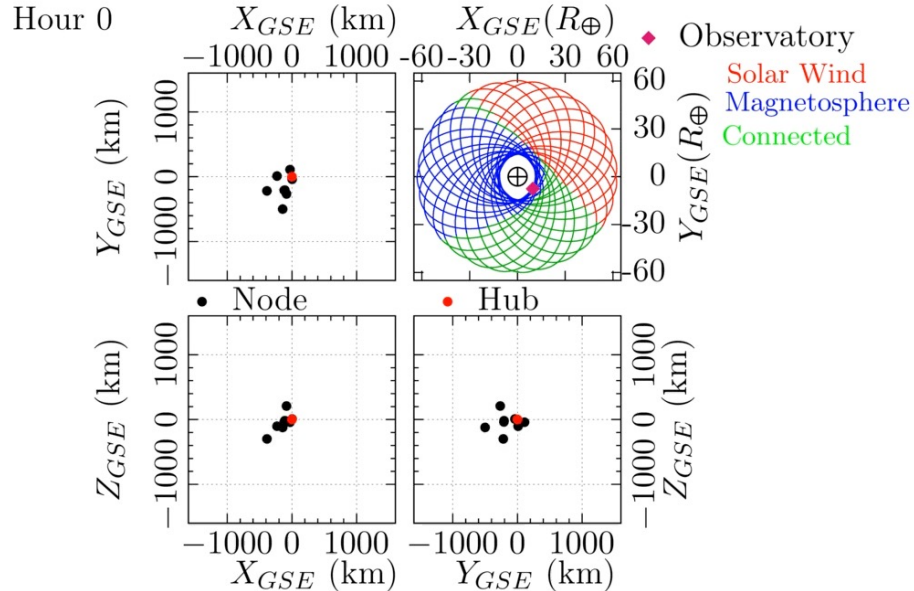 Hour 0
X_GSE (km)
−1000 0 1000
X_GSE(R⊕)
-60 -30 0 30 60
Observatory
Solar Wind
Magnetosphere
Connected
Y_GSE (km)
1000
0
−1000
60
30
0
-30
-60
Y_GSE(R⊕)
Node
Hub
Z_GSE (km)
1000
0
−1000
1000
0
−1000
Z_GSE (km)
−1000 0 1000
X_GSE (km)
−1000 0 1000
Y_GSE (km)